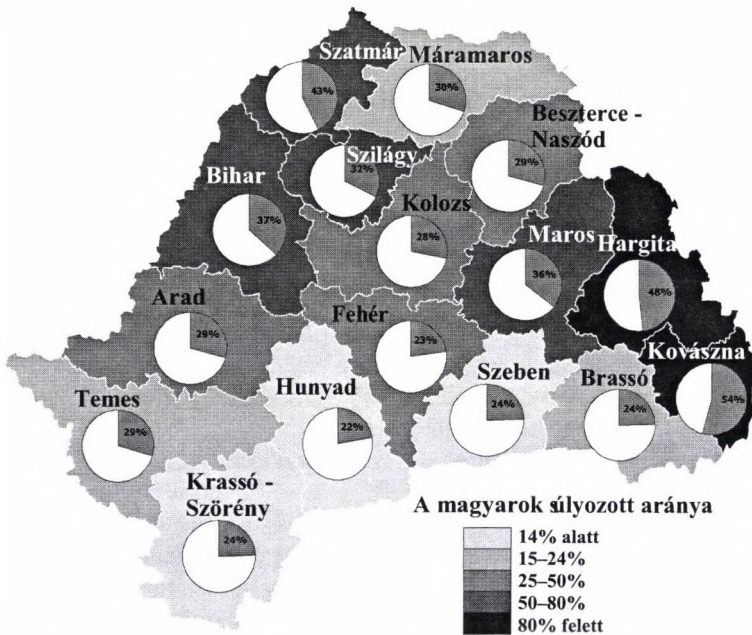 Szatmár
43%
Máramaros
30%
Beszterce -
Naszód
29%
Szilágy
32%
Bihar
37%
Kolozs
28%
Maros
36%
Hargita
48%
Arad
29%
Fehér
23%
Kovászna
54%
Temes
29%
Hunyad
22%
Szeben
24%
Brassó
24%
Krassó -
Szörény
24%
A magyarok súlyozott aránya
14% alatt
15–24%
25–50%
50–80%
80% felett